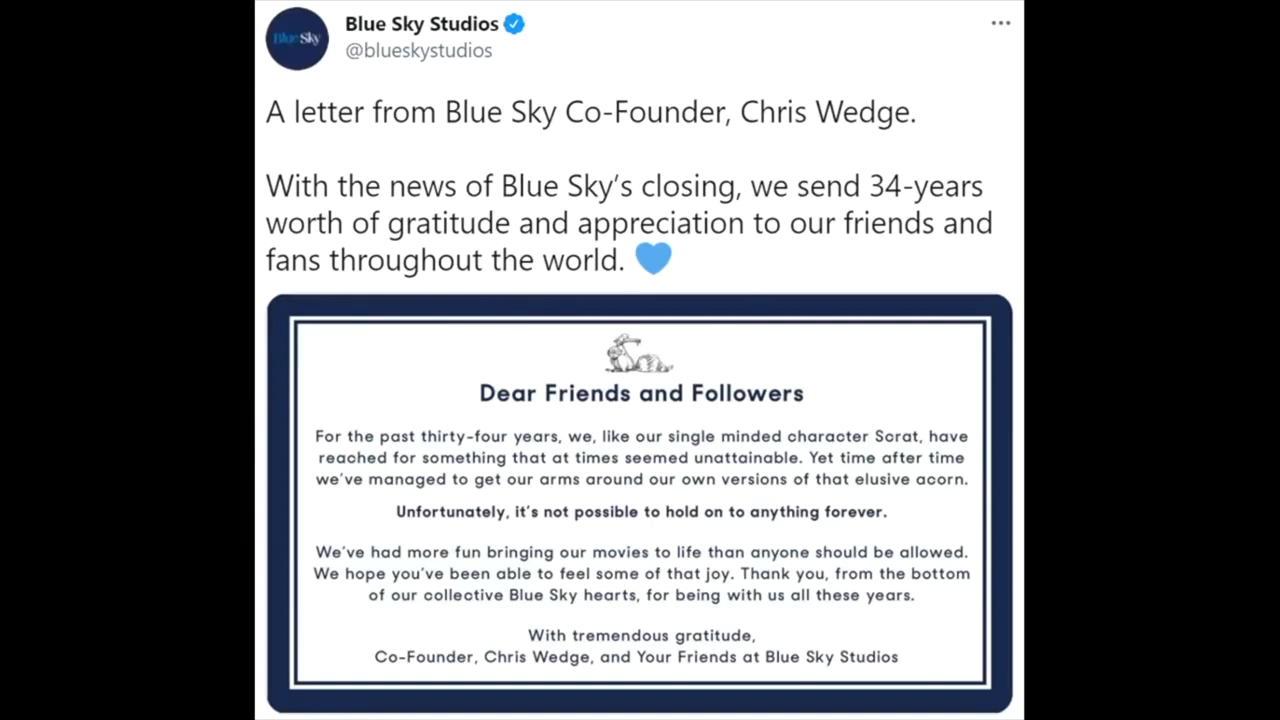 Blue Sky
Blue Sky Studios
@blueskystudios
A letter from Blue Sky Co-Founder, Chris Wedge.
With the news of Blue Sky's closing, we send 34-years
worth of gratitude and appreciation to our friends and
fans throughout the world. 💙
Dear Friends and Followers
For the past thirty-four years, we, like our single minded character Scrat, have
reached for something that at times seemed unattainable. Yet time after time
we've managed to get our arms around our own versions of that elusive acorn.
Unfortunately, it's not possible to hold on to anything forever.
We've had more fun bringing our movies to life than anyone should be allowed.
We hope you've been able to feel some of that joy. Thank you, from the bottom
of our collective Blue Sky hearts, for being with us all these years.
With tremendous gratitude,
Co-Founder, Chris Wedge, and Your Friends at Blue Sky Studios